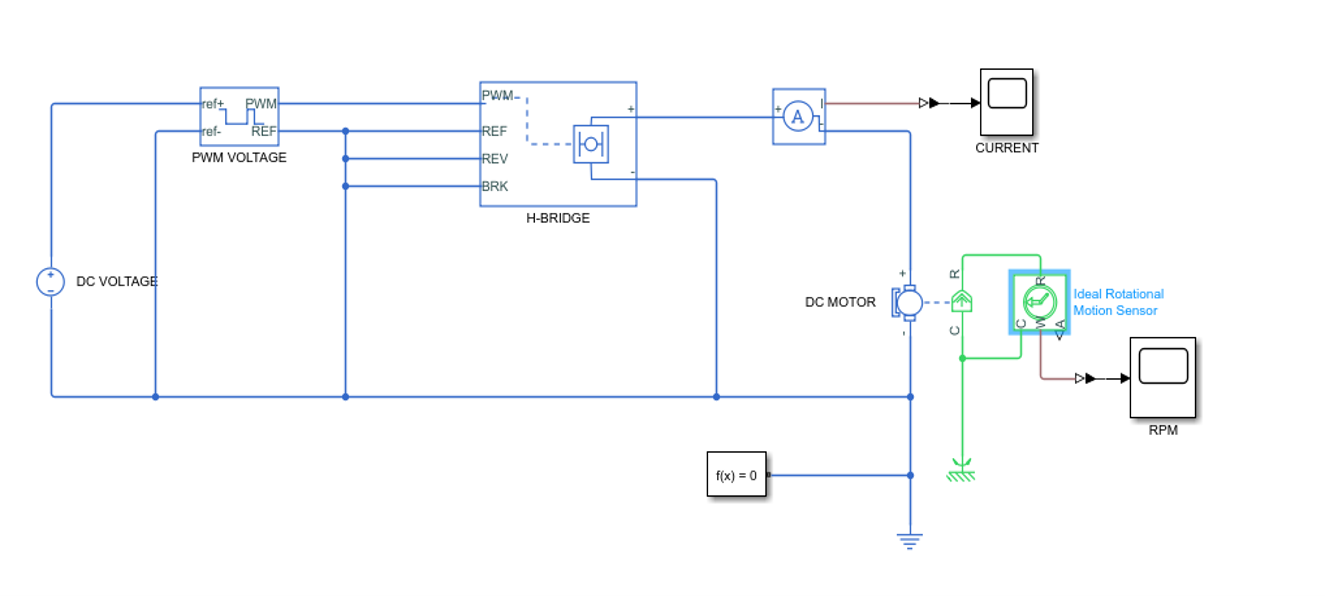 ref+ PWM
ref- REF
PWM VOLTAGE
PWM
REF
REV
BRK
+
-
H-BRIDGE
+ A I
-
CURRENT
+
-
DC VOLTAGE
DC MOTOR
+
-
R
C
R
C W A
Ideal Rotational
Motion Sensor
RPM
f(x) = 0